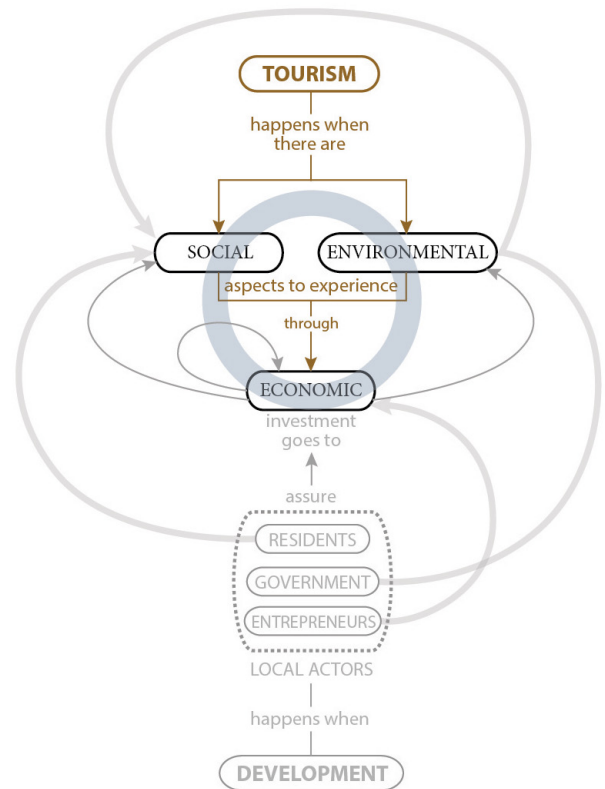 TOURISM
happens when
there are
SOCIAL
ENVIRONMENTAL
aspects to experience
through
ECONOMIC
investment
goes to
assure
RESIDENTS
GOVERNMENT
ENTREPRENEURS
LOCAL ACTORS
happens when
DEVELOPMENT